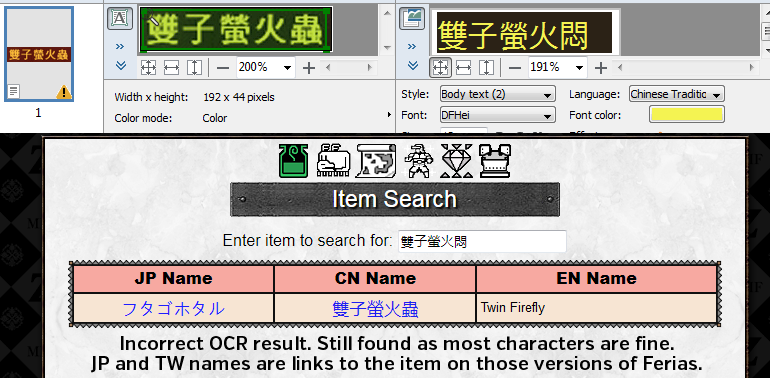 雙子螢火蟲
雙子螢火蟲
雙子螢火悶
1
200%
191%
Width x height: 192 x 44 pixels
Color mode: Color
Style: Body text (2)
Language: Chinese Traditic
Font: DFHei
Font color:
Item Search
Enter item to search for: 雙子螢火悶
JP Name CN Name EN Name
フタゴホタル 雙子螢火蟲 Twin Firefly
Incorrect OCR result. Still found as most characters are fine.
JP and TW names are links to the item on those versions of Ferias.